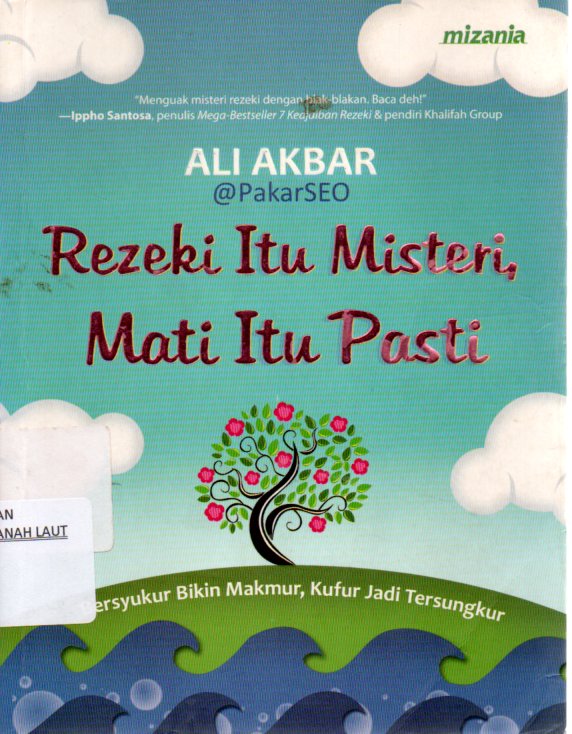 mizania
"Menguak misteri rezeki dengan blak-blakan. Baca deh!"
—Ippho Santosa, penulis Mega-Bestseller 7 Keajaiban Rezeki & pendiri Khalifah Group
ALI AKBAR
@PakarSEO
Rezeki Itu Misteri,
Mati Itu Pasti
AN
ANAH LAUT
Bersyukur Bikin Makmur, Kufur Jadi Tersungkur